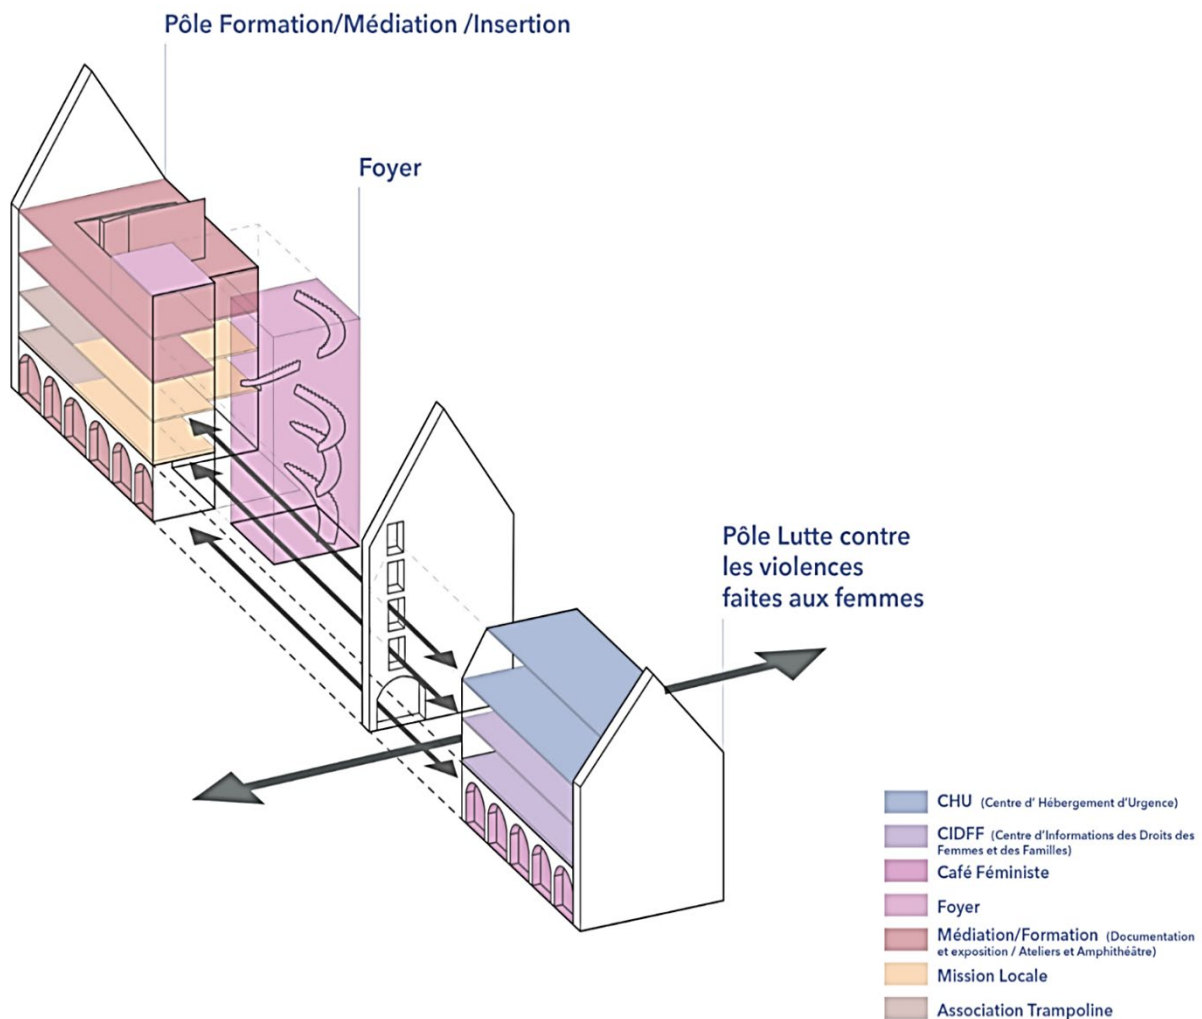 Pôle Formation/Médiation /Insertion
Foyer
Pôle Lutte contre
les violences
faites aux femmes
CHU (Centre d' Hébergement d'Urgence)
CIDFF (Centre d'Informations des Droits des
Femmes et des Familles)
Café Féministe
Foyer
Médiation/Formation (Documentation
et exposition / Ateliers et Amphithéâtre)
Mission Locale
Association Trampoline